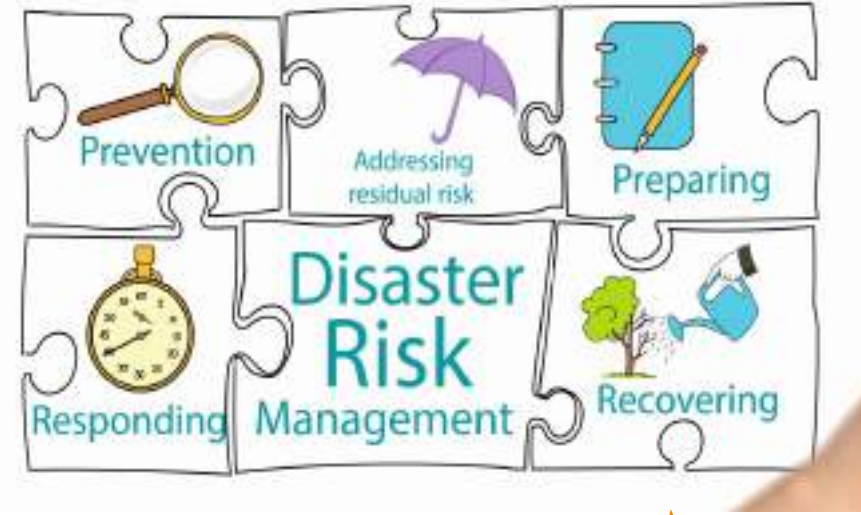 Prevention
Addressing
residual risk
Preparing
Responding
Disaster
Risk
Management
Recovering